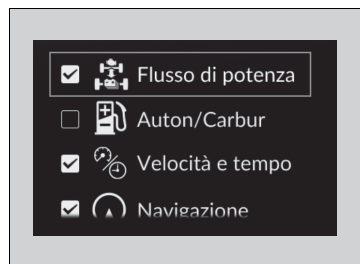 Flusso di potenza
Auton/Carbur
Velocità e tempo
Navigazione